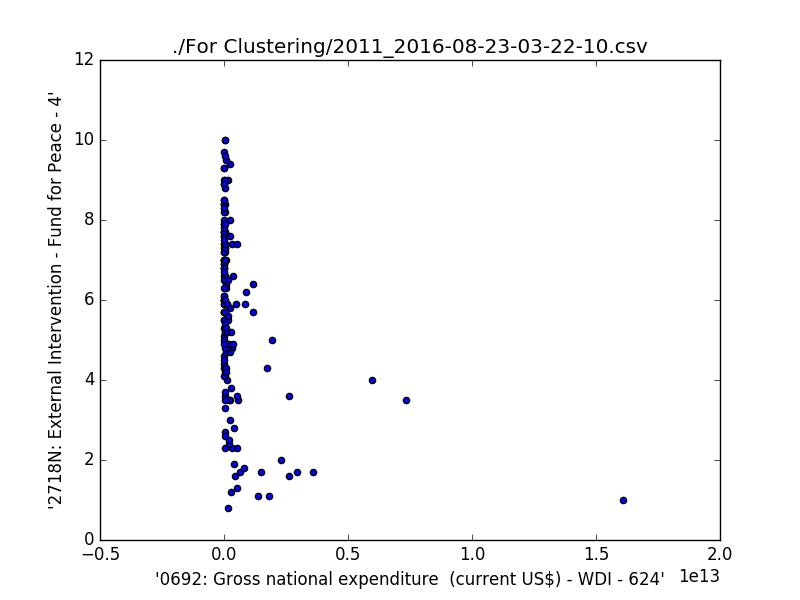 ./For Clustering/2011_2016-08-23-03-22-10.csv
12
10
8
6
4
2
0
'2718N: External Intervention - Fund for Peace - 4'
−0.5 0.0 0.5 1.0 1.5 2.0
1e13
'0692: Gross national expenditure  (current US$) - WDI - 624'